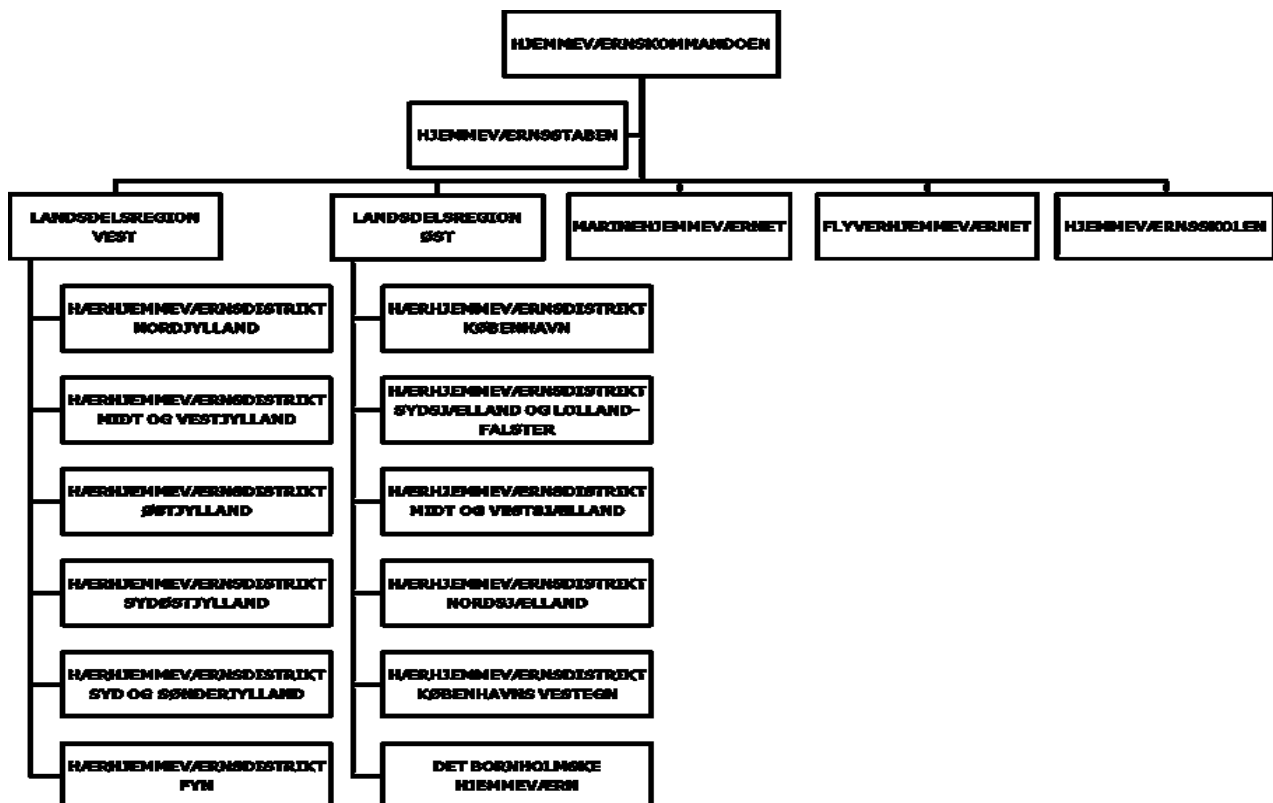 HJEMMEVÆRNSKOMMANDOEN
HJEMMEVÆRNSSTABEN
LANDSDELSREGION
VEST
LANDSDELSREGION
ØST
MARINEHJEMMEVÆRNET
FLYVERHJEMMEVÆRNET
HJEMMEVÆRNSSKOLEN
HÆRHJEMMEVÆRNSDISTRIKT
NORDJYLLAND
HÆRHJEMMEVÆRNSDISTRIKT
MIDT OG VESTJYLLAND
HÆRHJEMMEVÆRNSDISTRIKT
ØSTJYLLAND
HÆRHJEMMEVÆRNSDISTRIKT
SYDØSTJYLLAND
HÆRHJEMMEVÆRNSDISTRIKT
SYD OG SØNDERJYLLAND
HÆRHJEMMEVÆRNSDISTRIKT
FYN
HÆRHJEMMEVÆRNSDISTRIKT
KØBENHAVN
HÆRHJEMMEVÆRNSDISTRIKT
SYDSJÆLLAND OG LOLLAND-
FALSTER
HÆRHJEMMEVÆRNSDISTRIKT
MIDT OG VESTSJÆLLAND
HÆRHJEMMEVÆRNSDISTRIKT
NORDSJÆLLAND
HÆRHJEMMEVÆRNSDISTRIKT
KØBENHAVNS VESTEGN
DET BORNHOLMSKE
HJEMMEVÆRN